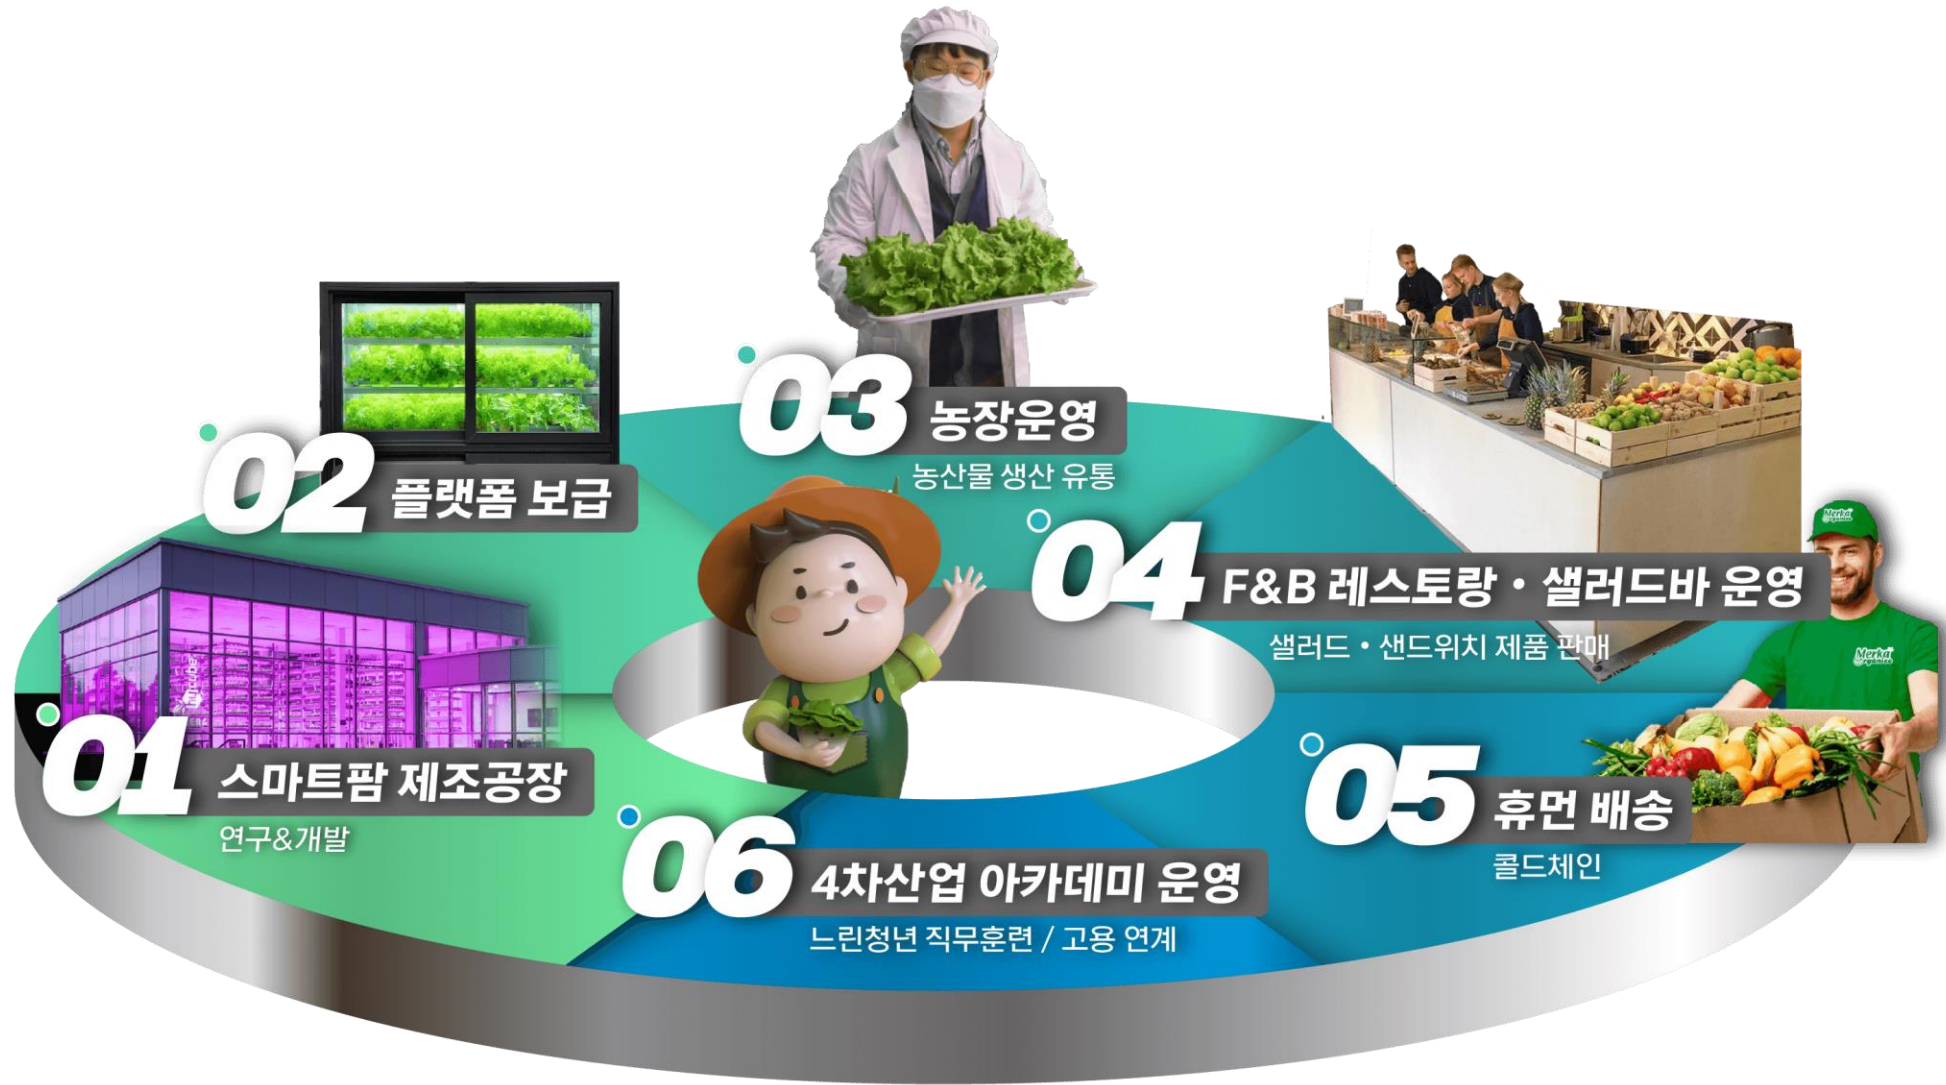 01 스마트팜 제조공장
연구&개발
02 플랫폼 보급
03 농장운영
농산물 생산 유통
04 F&B 레스토랑・샐러드바 운영
샐러드・샌드위치 제품 판매
05 휴먼 배송
콜드체인
06 4차산업 아카데미 운영
느린청년 직무훈련 / 고용 연계
Merka
Organico